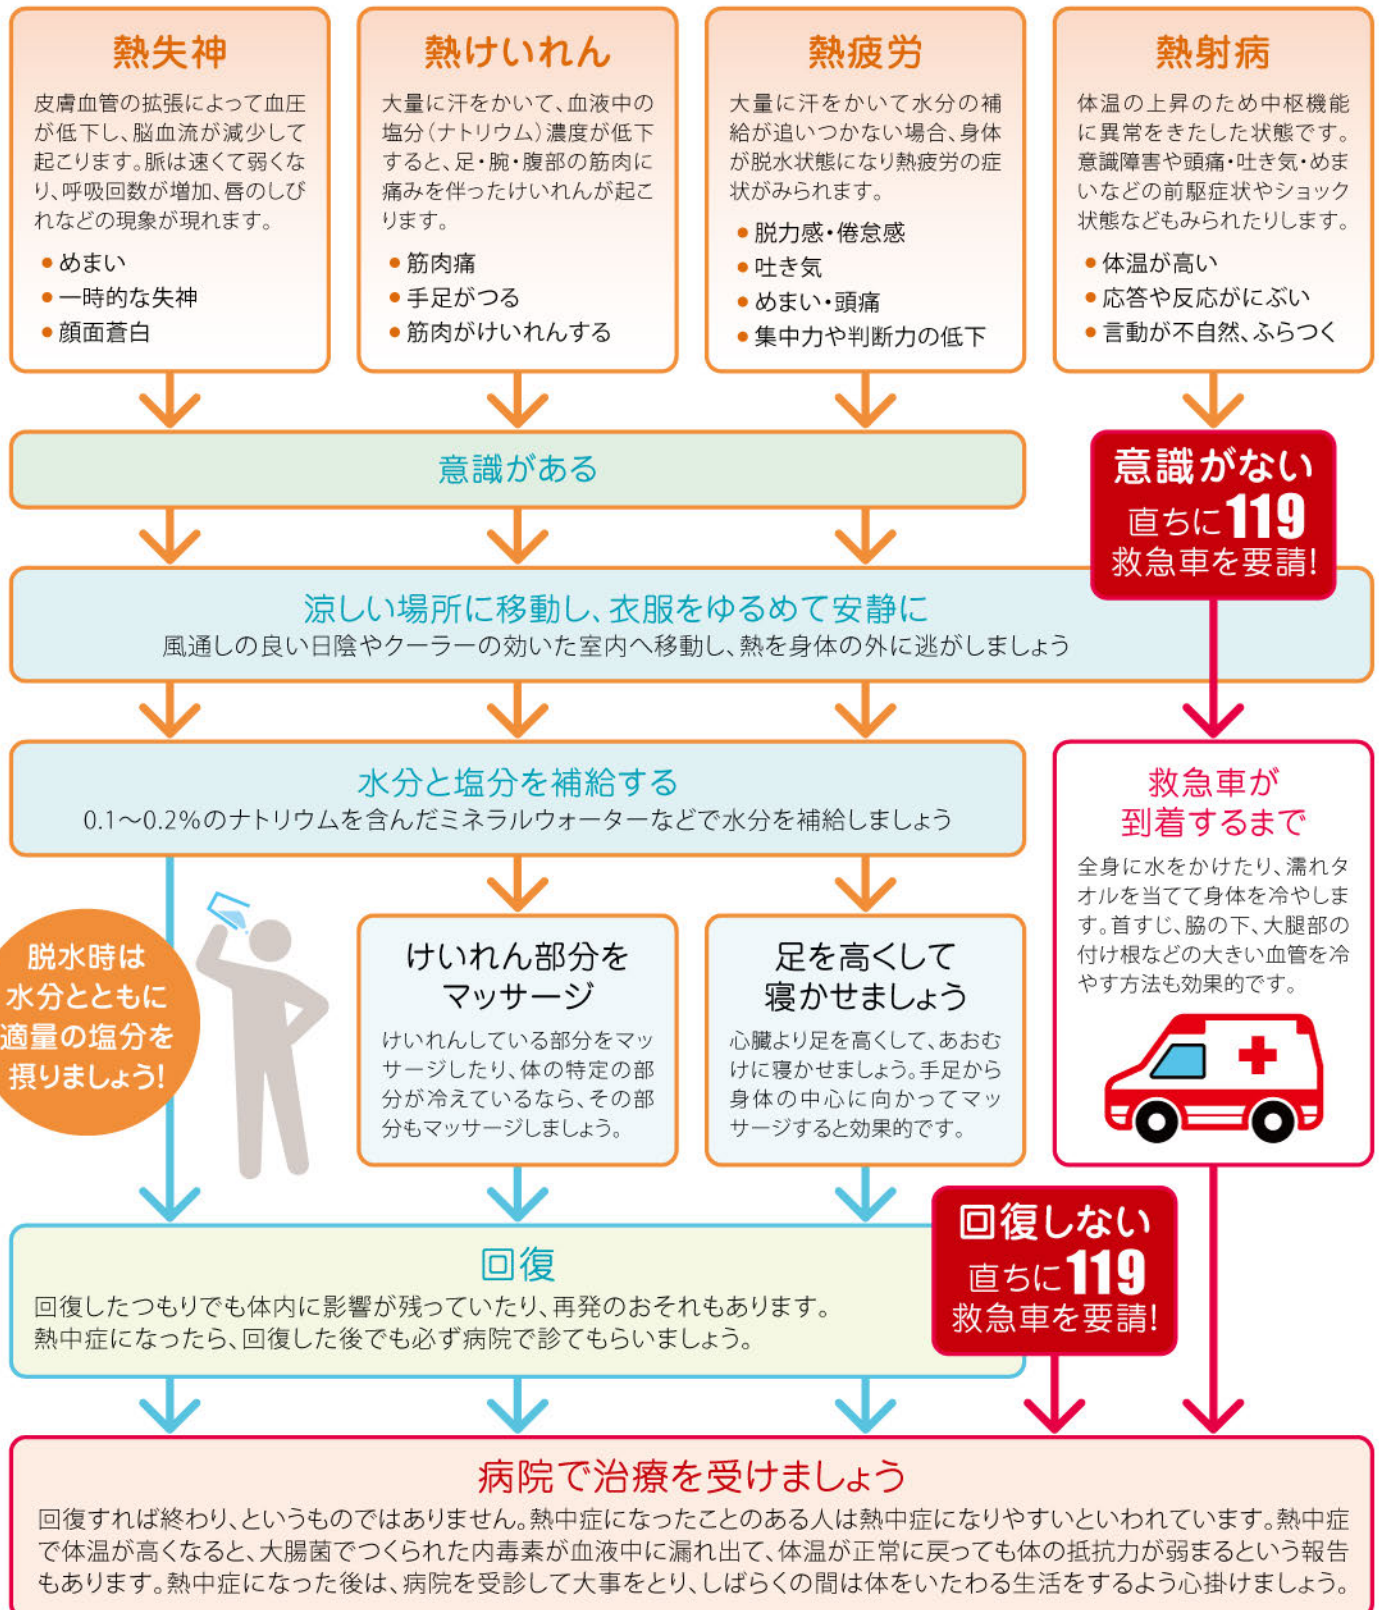 熱失神
皮膚血管の拡張によって血圧
が低下し、脳血流が減少して
起こります。脈は速くて弱くな
り、呼吸回数が増加、唇のしび
れなどの現象が現れます。
●めまい
●一時的な失神
●顔面蒼白
熱けいれん
大量に汗をかいて、血液中の
塩分(ナトリウム)濃度が低下
すると、足・腕・腹部の筋肉に
痛みを伴ったけいれんが起こ
ります。
●筋肉痛
●手足がつる
●筋肉がけいれんする
熱疲労
大量に汗をかいて水分の補
給が追いつかない場合、身体
が脱水状態になり熱疲労の症
状がみられます。
●脱力感・倦怠感
●吐き気
●めまい・頭痛
●集中力や判断力の低下
熱射病
体温の上昇のため中枢機能
に異常をきたした状態です。
意識障害や頭痛・吐き気・めま
いなどの前駆症状やショック
状態などもみられたりします。
●体温が高い
●応答や反応がにぶい
●言動が不自然、ふらつく
意識がある
意識がない
直ちに119
救急車を要請!
涼しい場所に移動し、衣服をゆるめて安静に
風通しの良い日陰やクーラーの効いた室内へ移動し、熱を身体の外に逃がしましょう
水分と塩分を補給する
0.1〜0.2%のナトリウムを含んだミネラルウォーターなどで水分を補給しましょう
救急車が
到着するまで
全身に水をかけたり、濡れタ
オルを当てて身体を冷やしま
す。首すじ、脇の下、大腿部の
付け根などの大きい血管を冷
やす方法も効果的です。
脱水時は
水分とともに
適量の塩分を
摂りましょう!
けいれん部分を
マッサージ
けいれんしている部分をマッ
サージしたり、体の特定の部
分が冷えているなら、その部
分もマッサージしましょう。
足を高くして
寝かせましょう
心臓より足を高くして、あおむ
けに寝かせましょう。手足から
身体の中心に向かってマッ
サージすると効果的です。
回復
回復したつもりでも体内に影響が残っていたり、再発のおそれもあります。
熱中症になったら、回復した後でも必ず病院で診てもらいましょう。
回復しない
直ちに119
救急車を要請!
病院で治療を受けましょう
回復すれば終わり、というものではありません。熱中症になったことのある人は熱中症になりやすいといわれています。熱中症
で体温が高くなると、大腸菌でつくられた内毒素が血液中に漏れ出て、体温が正常に戻っても体の抵抗力が弱まるという報告
もあります。熱中症になった後は、病院を受診して大事をとり、しばらくの間は体をいたわる生活をするよう心掛けましょう。